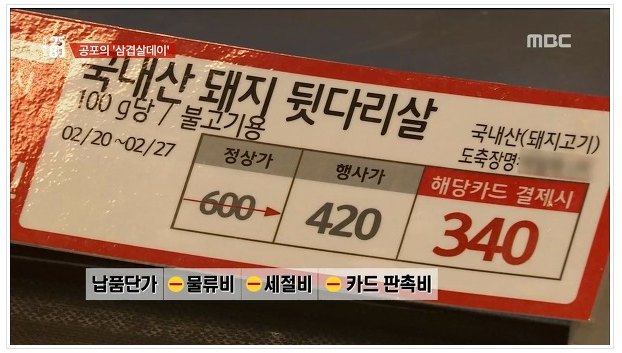 공포의 '삼겹살데이'
MBC
국내산 돼지 뒷다리살
100g당 / 불고기용
국내산(돼지고기)
02/20~02/27
도축장명:
정상가 행사가 해당카드 결제시
600 420 340
납품단가 - 물류비 - 세절비 - 카드 판촉비